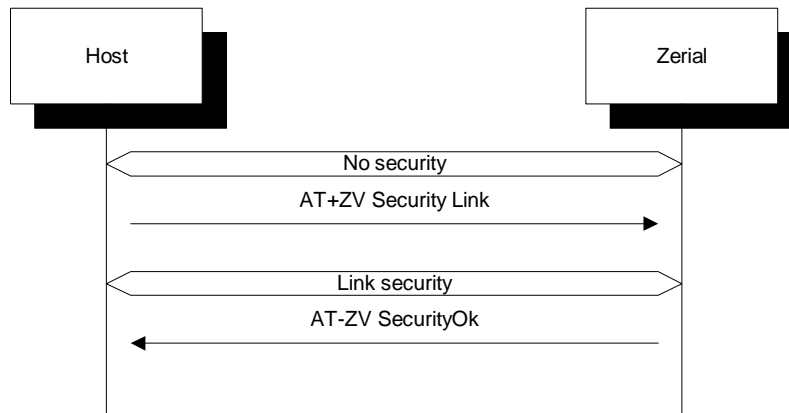 Host
Zerial
No security
AT+ZV Security Link
Link security
AT-ZV SecurityOk